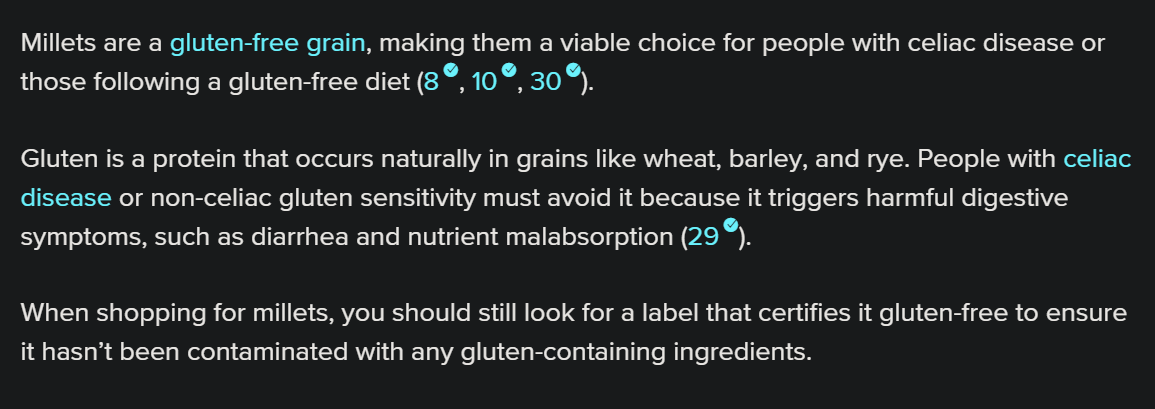 Millets are a gluten-free grain, making them a viable choice for people with celiac disease or
those following a gluten-free diet (8, 10, 30).
Gluten is a protein that occurs naturally in grains like wheat, barley, and rye. People with celiac
disease or non-celiac gluten sensitivity must avoid it because it triggers harmful digestive
symptoms, such as diarrhea and nutrient malabsorption (29).
When shopping for millets, you should still look for a label that certifies it gluten-free to ensure
it hasn’t been contaminated with any gluten-containing ingredients.